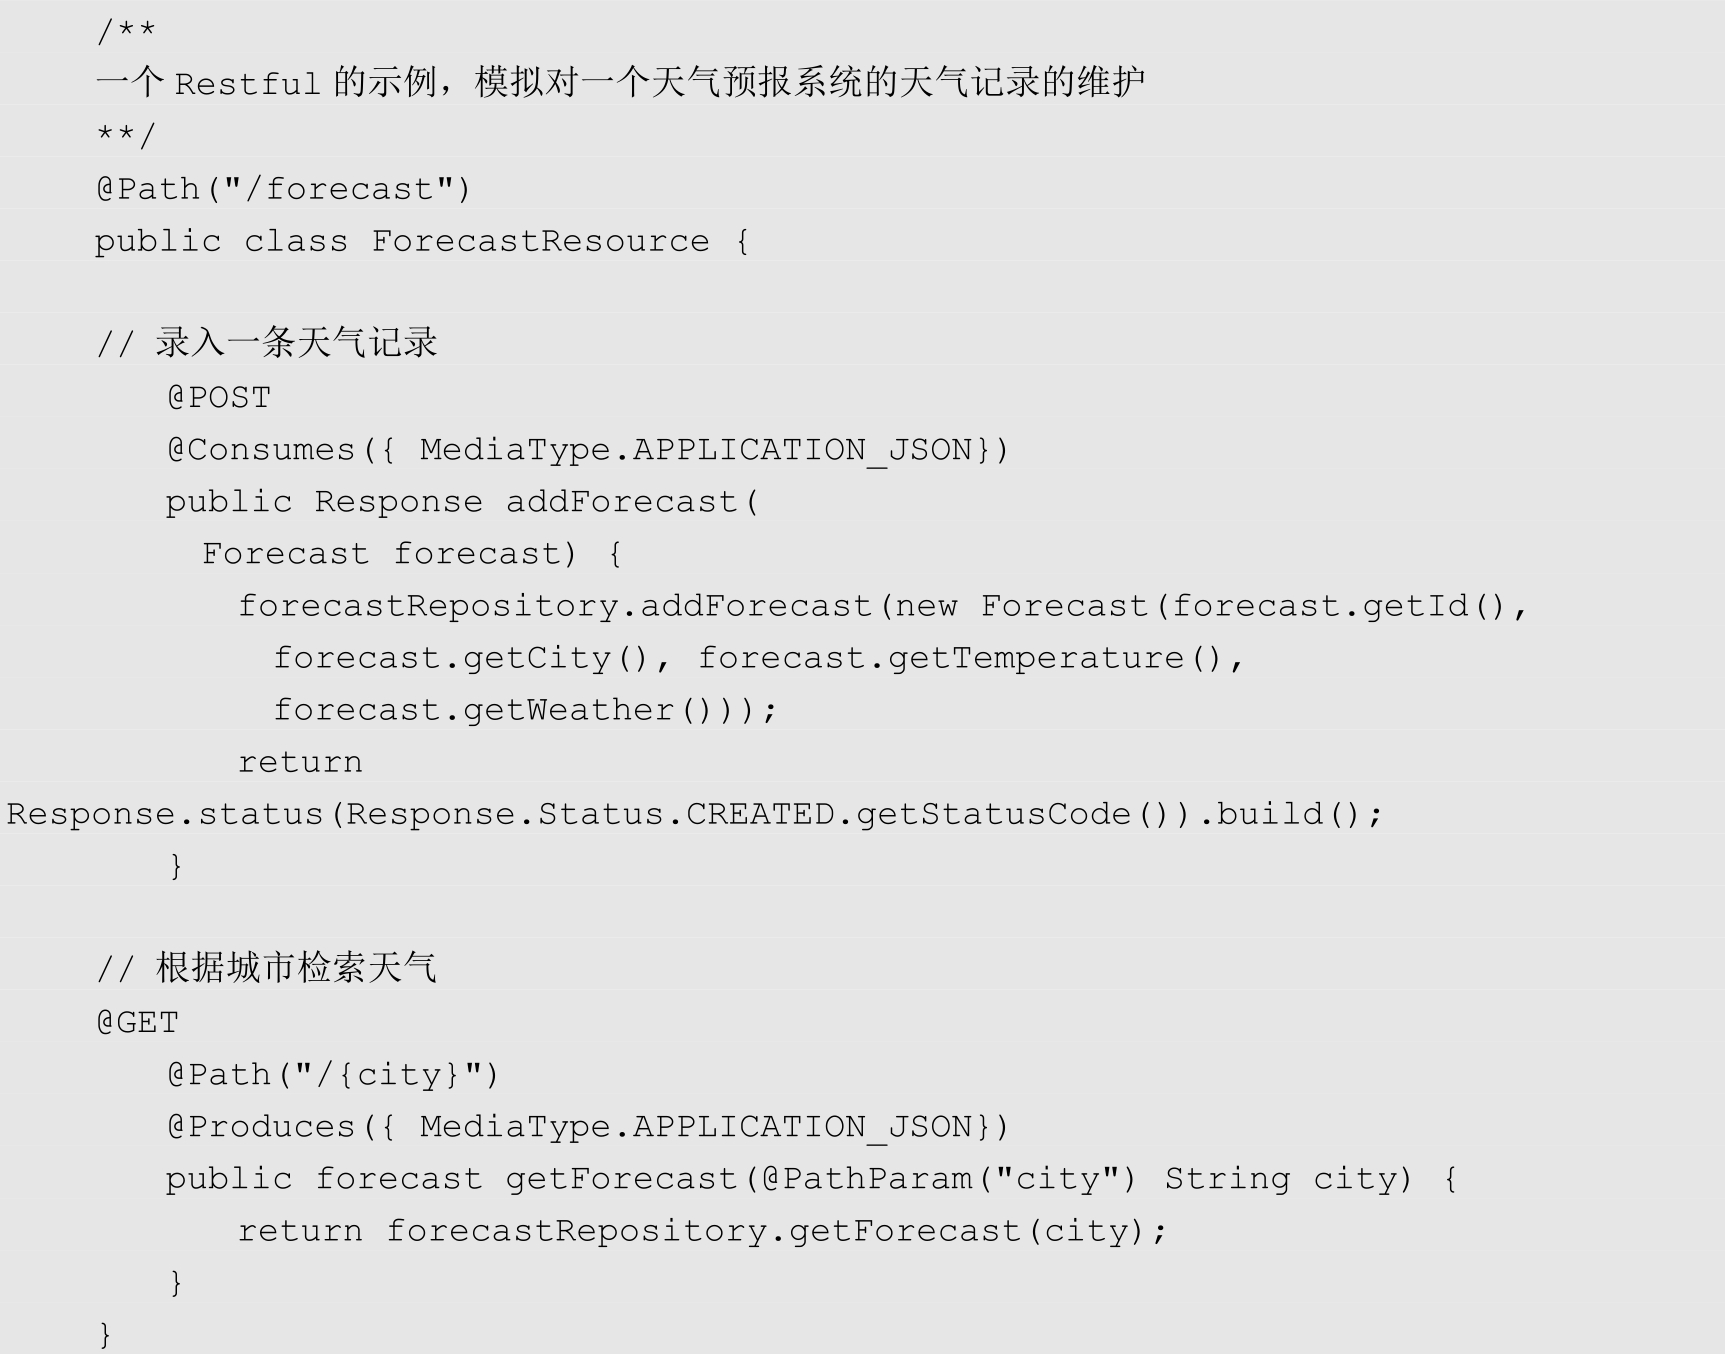 /**
一个 Restful 的示例，模拟对一个天气预报系统的天气记录的维护
**/
@Path("/forecast")
public class ForecastResource {
// 录入一条天气记录
@POST
@Consumes({ MediaType.APPLICATION_JSON})
public Response addForecast(
Forecast forecast) {
forecastRepository.addForecast(new Forecast(forecast.getId(),
forecast.getCity(), forecast.getTemperature(),
forecast.getWeather()));
return
Response.status(Response.Status.CREATED.getStatusCode()).build();
}
// 根据城市检索天气
@GET
@Path("/{city}")
@Produces({ MediaType.APPLICATION_JSON})
public forecast getForecast(@PathParam("city") String city) {
return forecastRepository.getForecast(city);
}
}